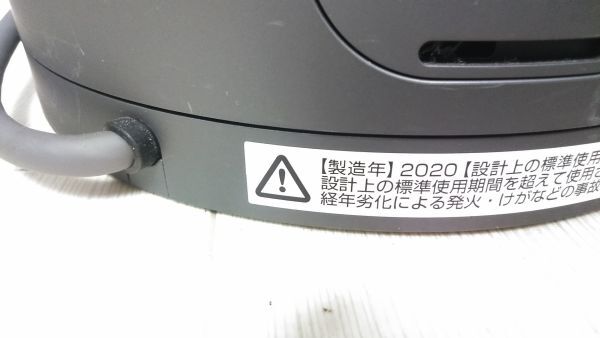 【製造年】2020【設計上の標準使用
設計上の標準使用期間を超えて使用さ
経年劣化による発火・けがなどの事故